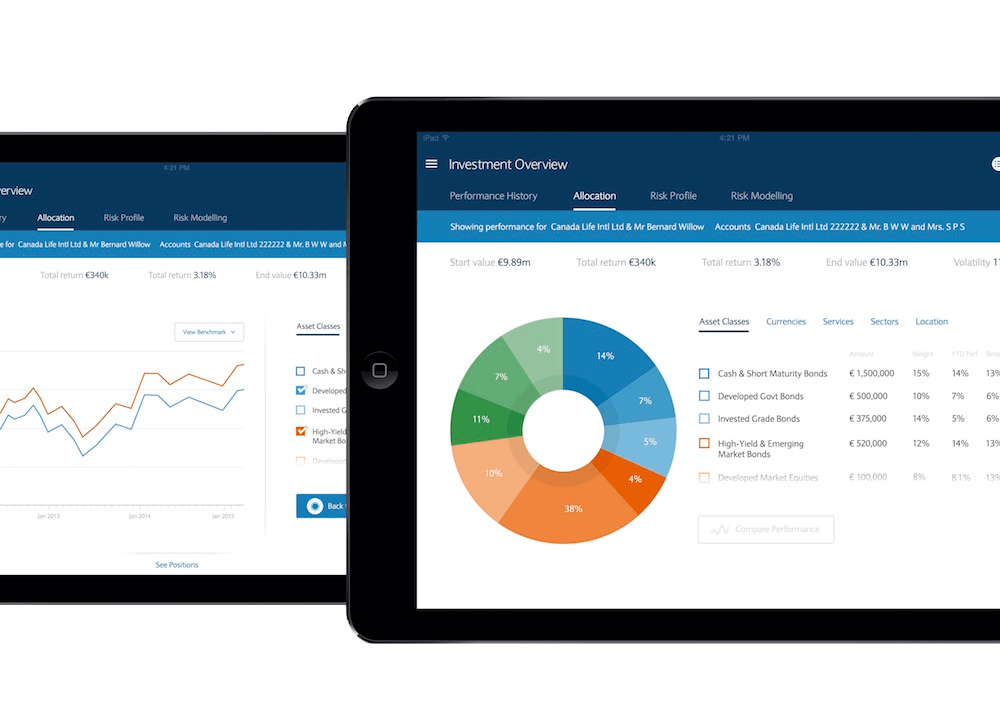 4:21 PM
erview
ry Allocation Risk Profile Risk Modelling
e for Canada Life Intl Ltd & Mr Bernard Willow Accounts Canada Life Intl Ltd 222222 & Mr. B W W and M
Total return €340k Total return 3.18% End value €10.33m
View Benchmark
Asset Classes
Cash & Sh
Developed
Invested G
High-Yield
Market Bo
Developed
Jan 2013 Jan 2014 Jan 2015
Back
See Positions
iPad 4:21 PM
Investment Overview
Performance History Allocation Risk Profile Risk Modelling
Showing performance for Canada Life Intl Ltd & Mr Bernard Willow Accounts Canada Life Intl Ltd 222222 & Mr. B W W and Mrs. S P S
Start value €9.89m Total return €340k Total return 3.18% End value €10.33m Volatility 11
14%
7%
5%
4%
38%
10%
11%
7%
4%
Asset Classes Currencies Services Sectors Location
Amount Weight YTD Perf Bm
Cash & Short Maturity Bonds € 1,500,000 15% 14% 13%
Developed Govt Bonds € 500,000 10% 7% 6%
Invested Grade Bonds € 375,000 14% 5% 6%
High-Yield & Emerging Market Bonds € 520,000 12% 14% 13%
Developed Market Equities € 100,000 8% 8.1% 13%
Compare Performance